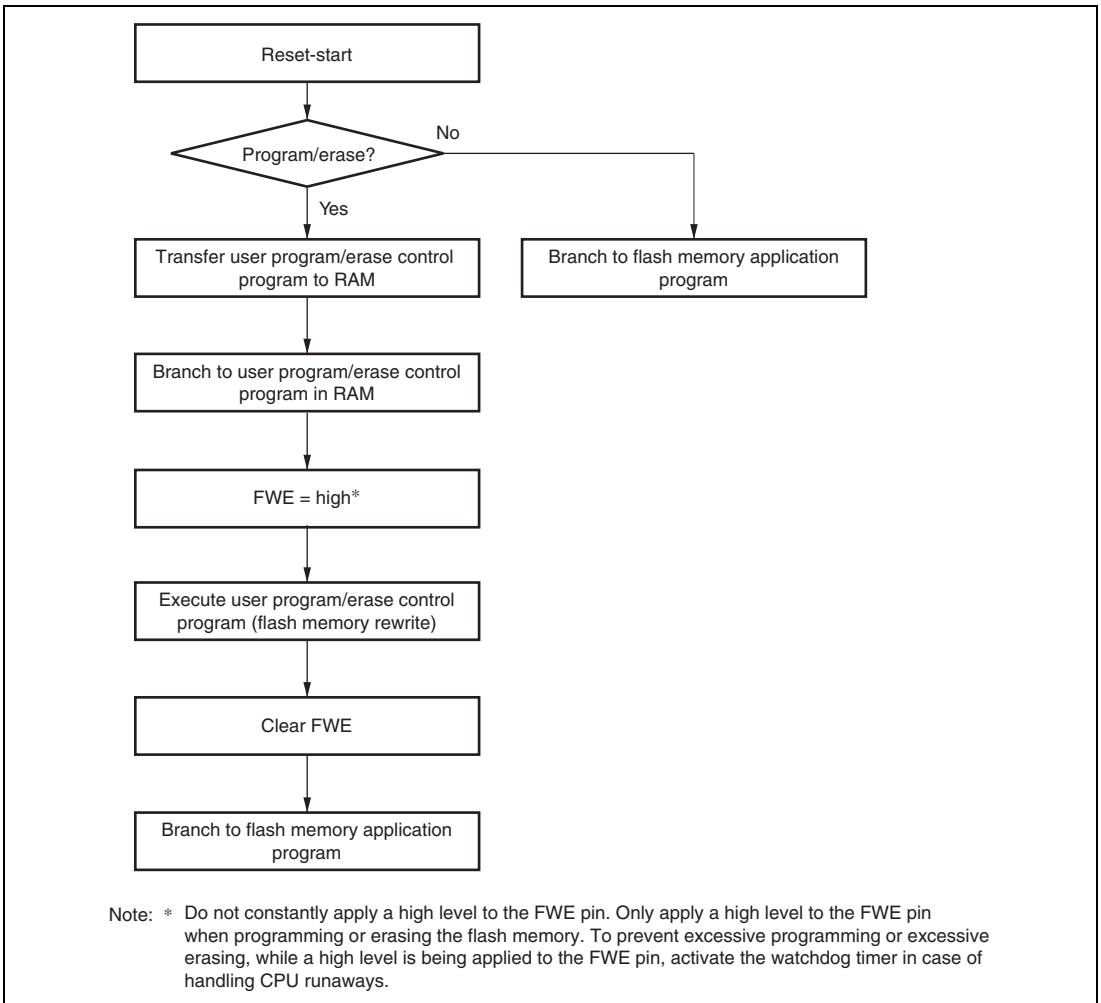 Reset-start
Program/erase?
No
Yes
Transfer user program/erase control
program to RAM
Branch to flash memory application
program
Branch to user program/erase control
program in RAM
FWE = high*
Execute user program/erase control
program (flash memory rewrite)
Clear FWE
Branch to flash memory application
program
Note: * Do not constantly apply a high level to the FWE pin. Only apply a high level to the FWE pin
when programming or erasing the flash memory. To prevent excessive programming or excessive
erasing, while a high level is being applied to the FWE pin, activate the watchdog timer in case of
handling CPU runaways.